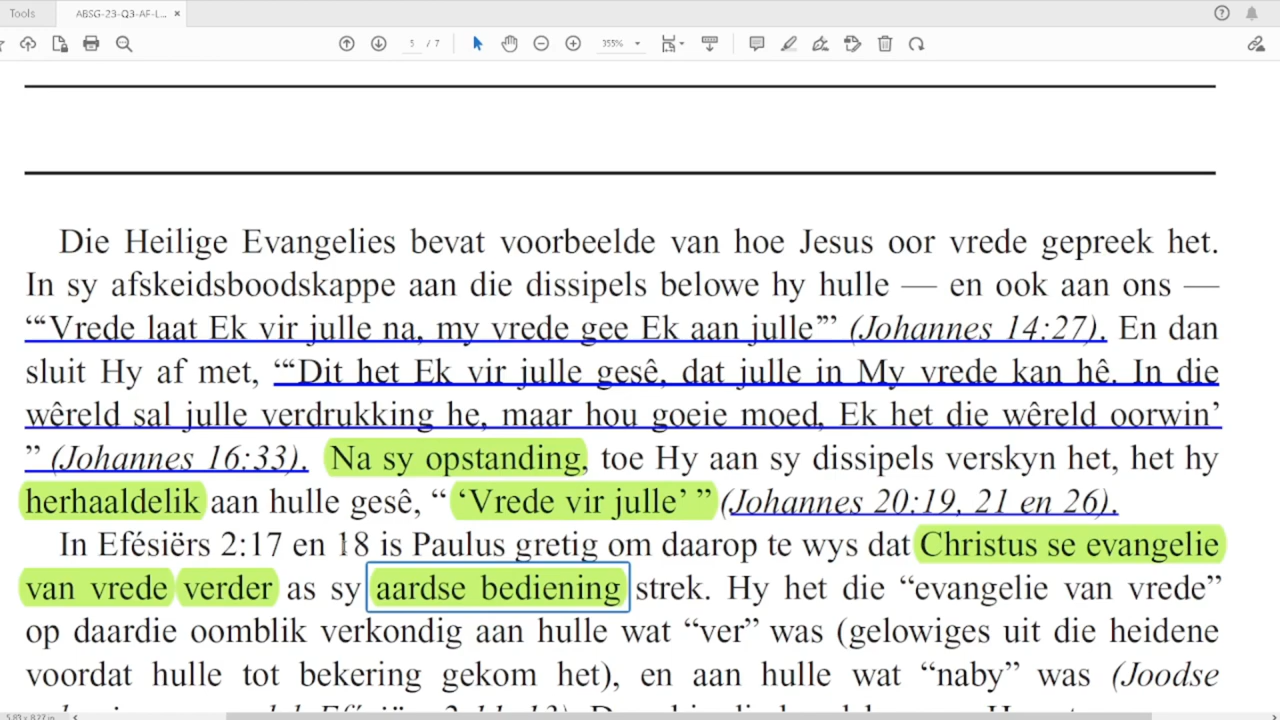 Tools
ABSG-23-Q3-AF-L...
5 / 7
355%
Die Heilige Evangelies bevat voorbeelde van hoe Jesus oor vrede gepreek het.
In sy afskeidsboodskappe aan die dissipels belowe hy hulle — en ook aan ons —
“‘Vrede laat Ek vir julle na, my vrede gee Ek aan julle’” (Johannes 14:27). En dan
sluit Hy af met, “‘Dit het Ek vir julle gesê, dat julle in My vrede kan hê. In die
wêreld sal julle verdrukking he, maar hou goeie moed, Ek het die wêreld oorwin’
” (Johannes 16:33). Na sy opstanding, toe Hy aan sy dissipels verskyn het, het hy
herhaaldelik aan hulle gesê, “ ‘Vrede vir julle’ ” (Johannes 20:19, 21 en 26).
In Efésiërs 2:17 en 18 is Paulus gretig om daarop te wys dat Christus se evangelie
van vrede verder as sy aardse bediening strek. Hy het die “evangelie van vrede”
op daardie oomblik verkondig aan hulle wat “ver” was (gelowiges uit die heidene
voordat hulle tot bekering gekom het), en aan hulle wat “naby” was (Joodse
5,83 x 8,27 in